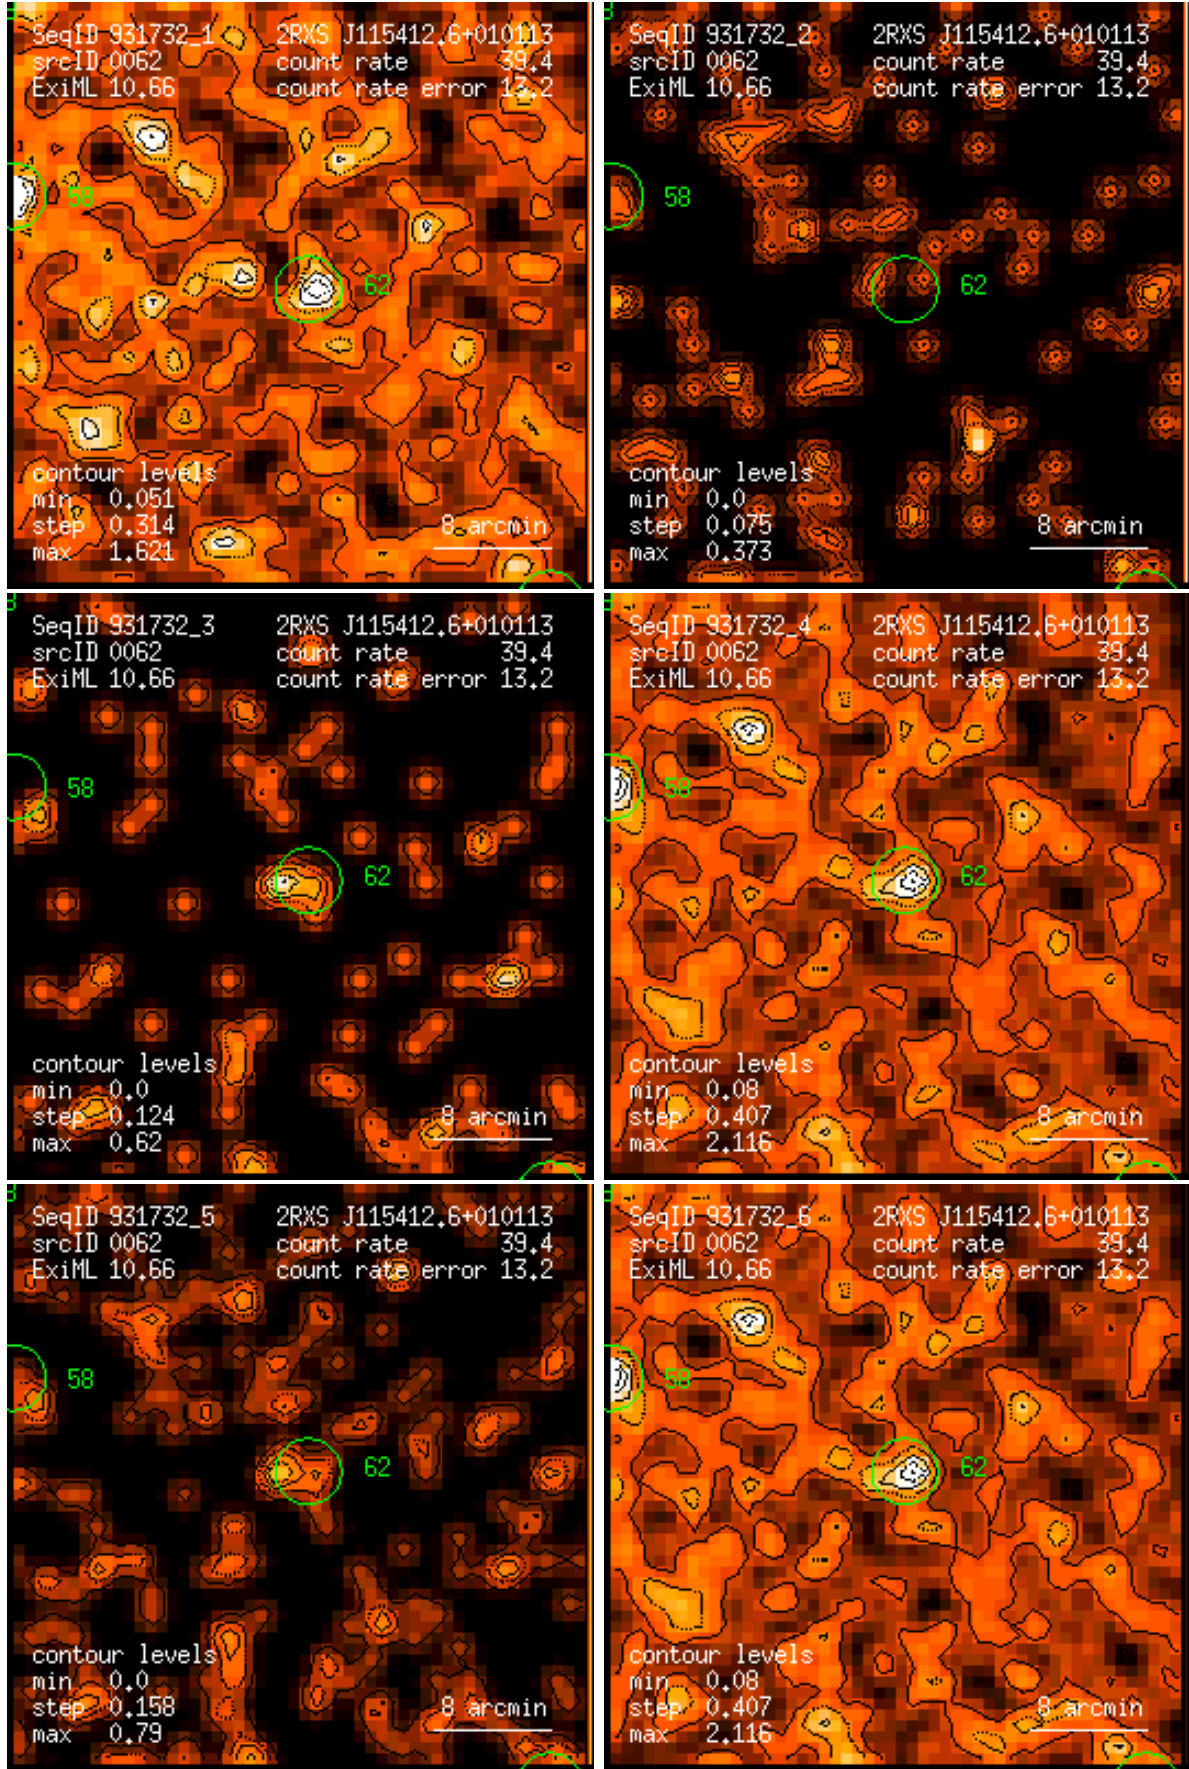 SeqID 931732_1 2RXS J115412.6+010113
srcID 0062 count rate 39.4
ExiML 10.66 count rate error 13.2
58
62
contour levels
min 0.051
step 0.314 8 arcmin
max 1.621
SeqID 931732_2 2RXS J115412.6+010113
srcID 0062 count rate 39.4
ExiML 10.66 count rate error 13.2
58
62
contour levels
min 0.0
step 0.075 8 arcmin
max 0.373
SeqID 931732_3 2RXS J115412.6+010113
srcID 0062 count rate 39.4
ExiML 10.66 count rate error 13.2
58
62
contour levels
min 0.0
step 0.124 8 arcmin
max 0.62
SeqID 931732_4 2RXS J115412.6+010113
srcID 0062 count rate 39.4
ExiML 10.66 count rate error 13.2
58
62
contour levels
min 0.08
step 0.407 8 arcmin
max 2.116
SeqID 931732_5 2RXS J115412.6+010113
srcID 0062 count rate 39.4
ExiML 10.66 count rate error 13.2
58
62
contour levels
min 0.0
step 0.158 8 arcmin
max 0.79
SeqID 931732_6 2RXS J115412.6+010113
srcID 0062 count rate 39.4
ExiML 10.66 count rate error 13.2
58
62
contour levels
min 0.08
step 0.407 8 arcmin
max 2.116